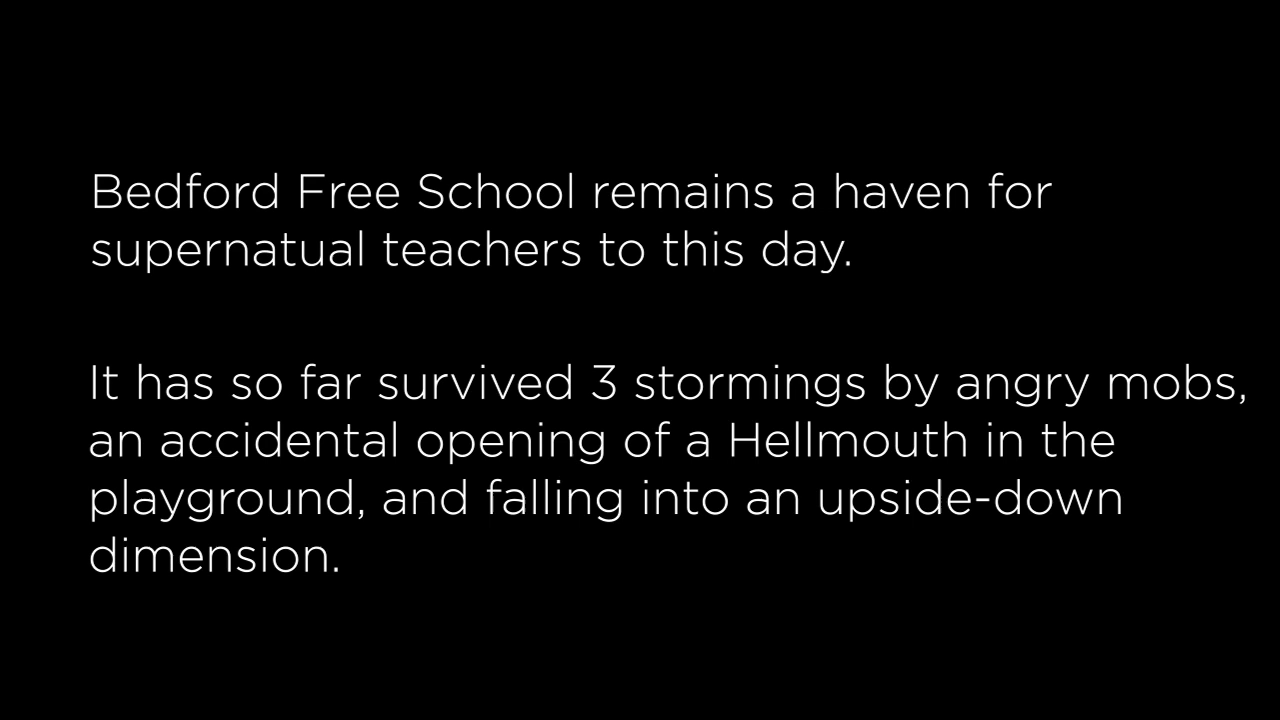 Bedford Free School remains a haven for
supernatual teachers to this day.
It has so far survived 3 stormings by angry mobs,
an accidental opening of a Hellmouth in the
playground, and falling into an upside-down
dimension.